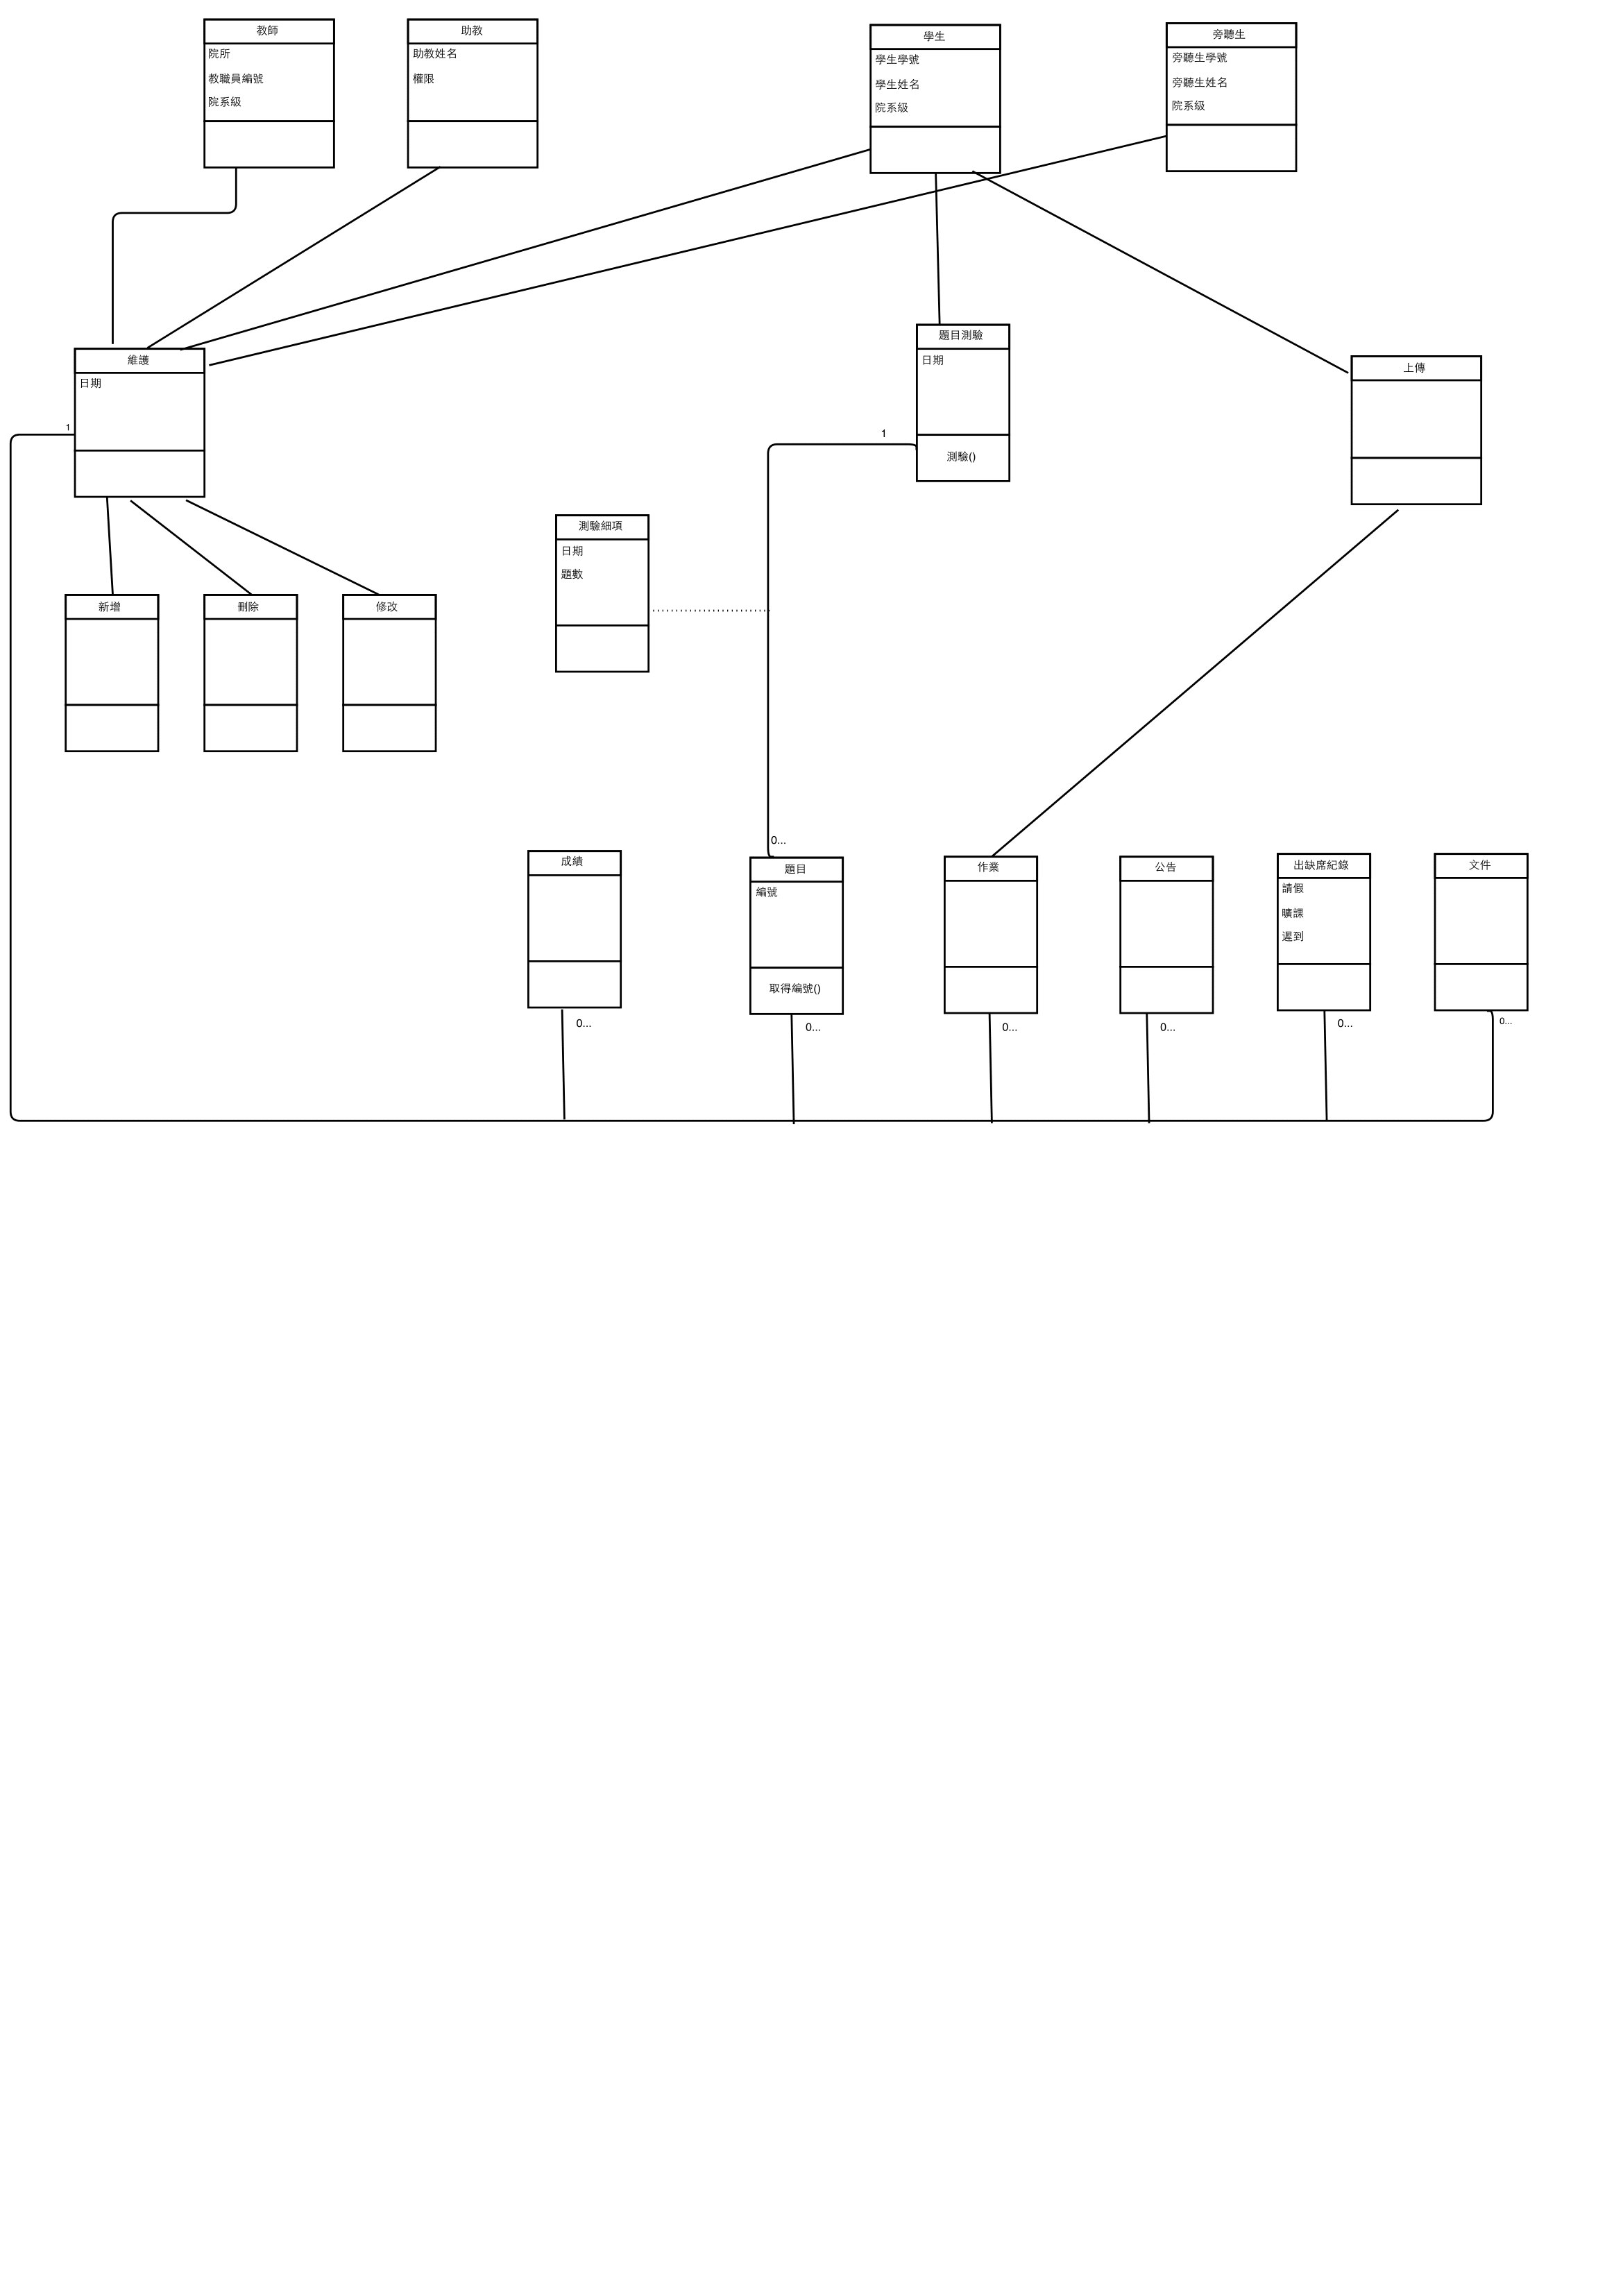 教師
院所
教職員編號
院系級
助教
助教姓名
權限
學生
學生學號
學生姓名
院系級
旁聽生
旁聽生學號
旁聽生姓名
院系級
維護
日期
1
題目測驗
日期
測驗()
1
上傳
測驗細項
日期
題數
新增
刪除
修改
0...
成績
0...
題目
編號
取得編號()
0...
作業
0...
公告
0...
出缺席紀錄
請假
曠課
遲到
0...
文件
0...